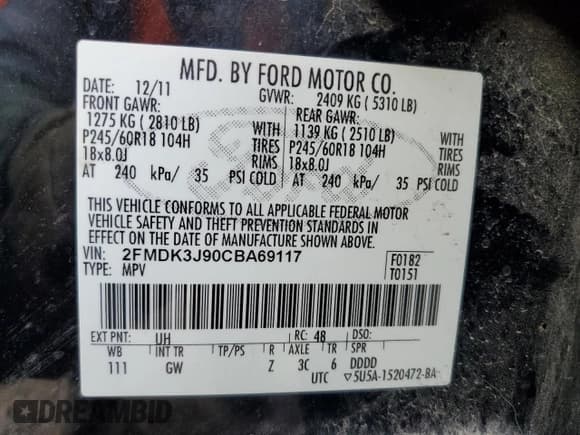 MFD. BY FORD MOTOR CO.
DATE: 12/11 GVWR: 2409 KG ( 5310 LB)
FRONT GAWR: REAR GAWR:
1275 KG ( 2810 LB) WITH 1139 KG ( 2510 LB) WITH
P245/60R18 104H TIRES P245/60R18 104H TIRES
18x8.0J RIMS 18x8.0J RIMS
AT 240 kPa/ 35 PSI COLD AT 240 kPa/ 35 PSI COLD
THIS VEHICLE CONFORMS TO ALL APPLICABLE FEDERAL MOTOR
VEHICLE SAFETY AND THEFT PREVENTION STANDARDS IN
EFFECT ON THE DATE OF MANUFACTURE SHOWN ABOVE.
VIN: 2FMDK3J90CBA69117 F0182
TYPE: MPV T0151
EXT PNT: UH RC: 48 DSO:
WB INT TR TP/PS R AXLE TR SPR
111 GW Z 3C 6 DDDD
UTC ▽5U5A-1520472-BA
DREAMBID